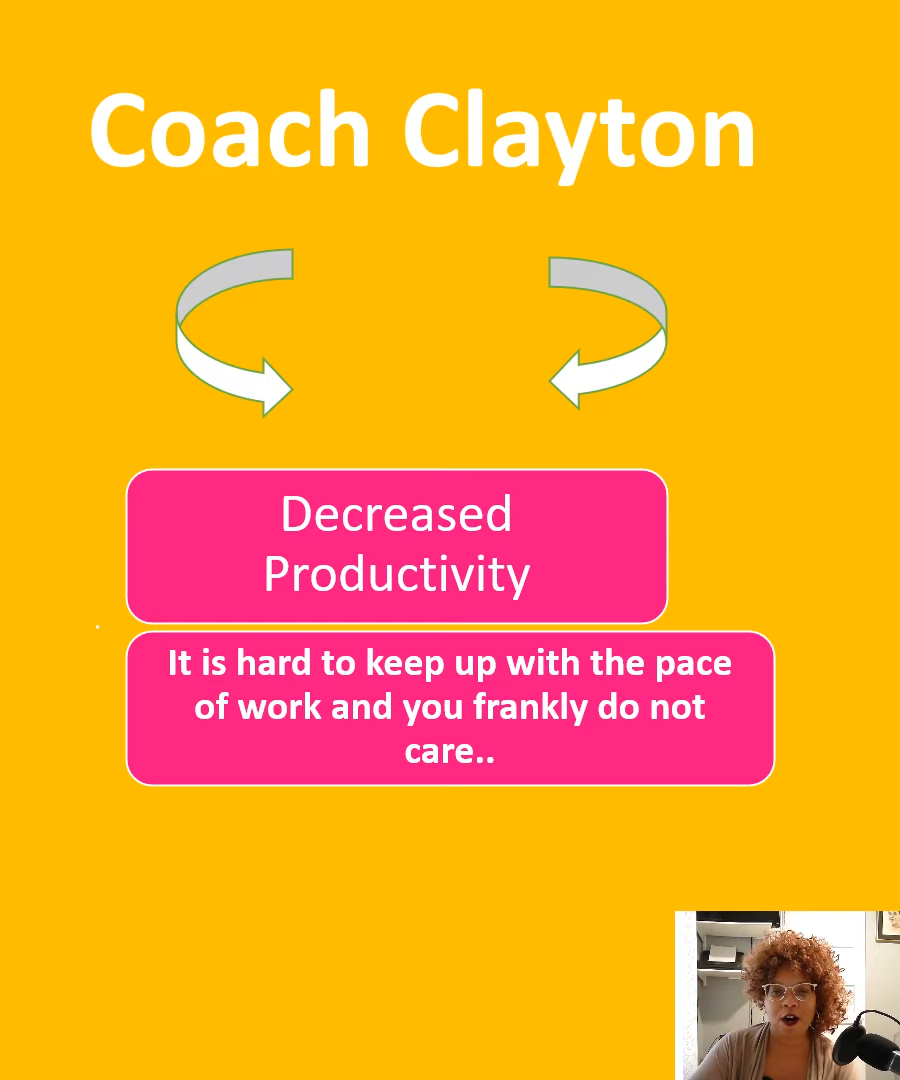 Coach Clayton
Decreased
Productivity
It is hard to keep up with the pace
of work and you frankly do not
care..